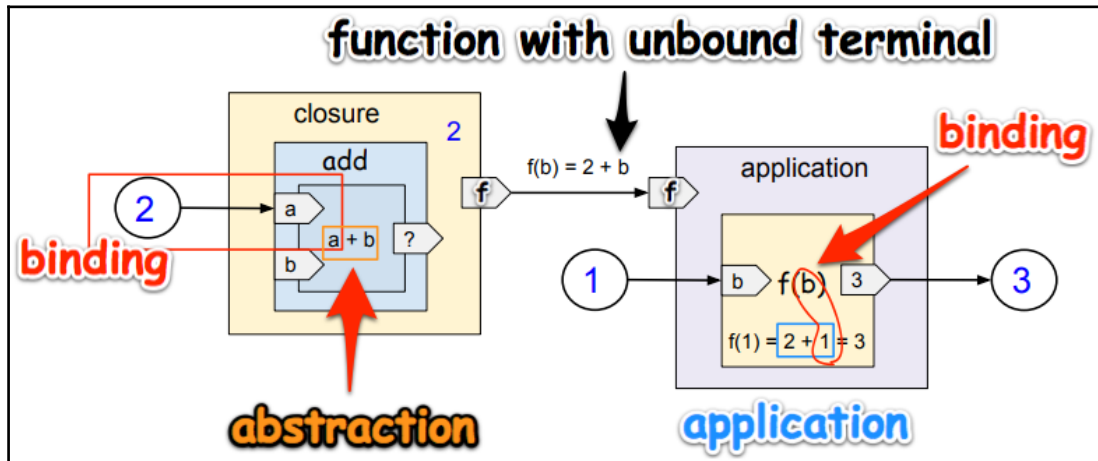 function with unbound terminal
closure
2
add
2
a
a + b
?
b
binding
abstraction
f
f(b) = 2 + b
f
application
binding
1
b
f(b)
3
3
f(1) = 2 + 1 = 3
application